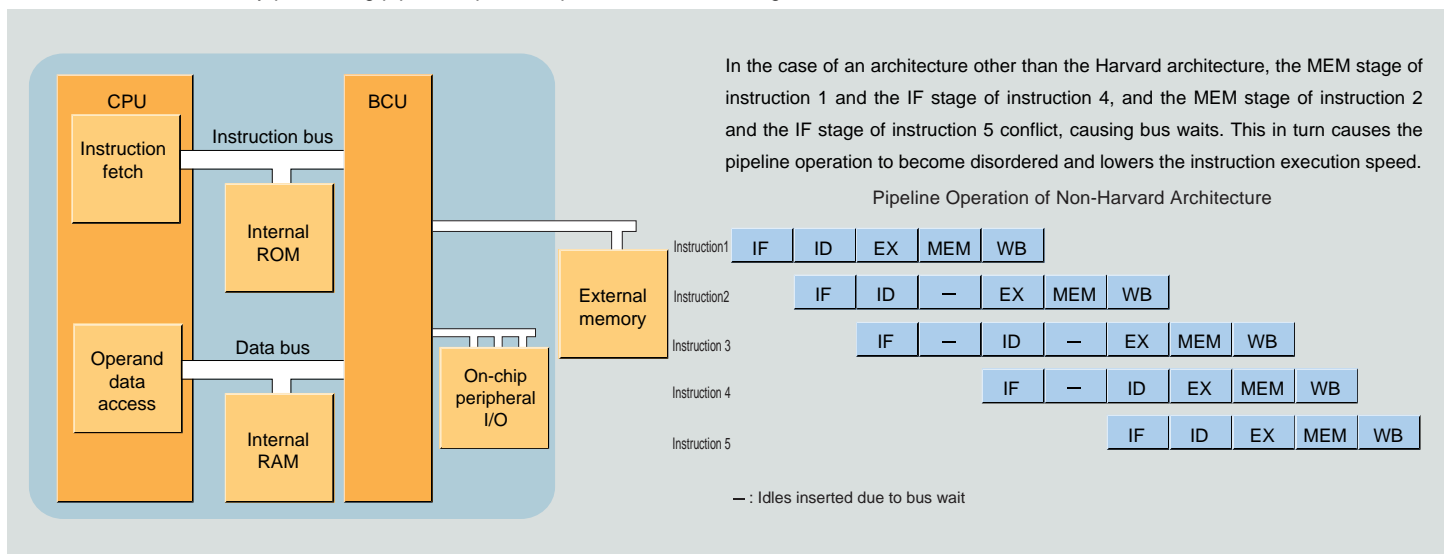 CPU
BCU
Instruction
fetch
Instruction bus
Internal
ROM
Operand
data
access
Data bus
Internal
RAM
External
memory
On-chip
peripheral
I/O
In the case of an architecture other than the Harvard architecture, the MEM stage of
instruction 1 and the IF stage of instruction 4, and the MEM stage of instruction 2
and the IF stage of instruction 5 conflict, causing bus waits. This in turn causes the
pipeline operation to become disordered and lowers the instruction execution speed.
Pipeline Operation of Non-Harvard Architecture
Instruction1 IF ID EX MEM WB
Instruction2 IF ID – EX MEM WB
Instruction 3 IF – ID – EX MEM WB
Instruction 4 IF – ID EX MEM WB
Instruction 5 IF ID EX MEM WB
– : Idles inserted due to bus wait